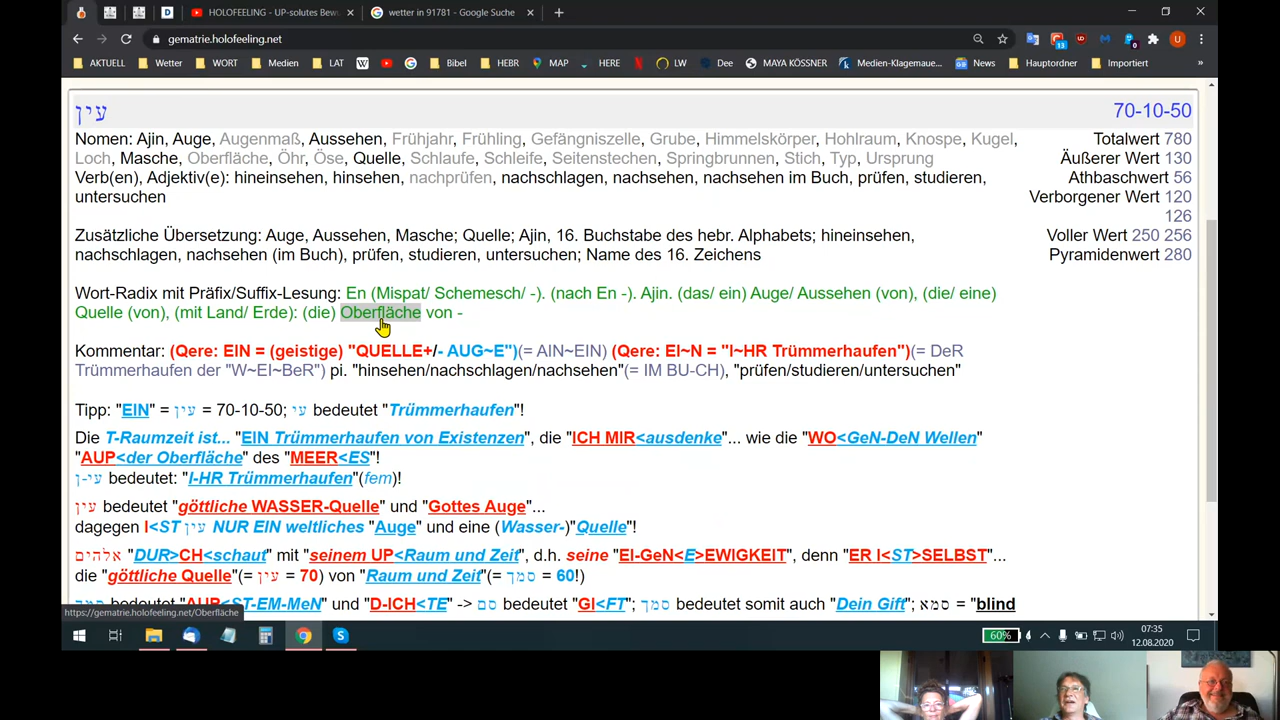 HOLOFEELING - UP-solutes Bew
wetter in 91781 - Google Suche
gematrie.holofeeling.net
AKTUELL Wetter WORT Medien LAT Bibel HEBR MAP HERE LW Dee MAYA KÖSSNER Medien-Klagemaue... News Hauptordner Importiert
עין 70-10-50
Nomen: Ajin, Auge, Augenmaß, Aussehen, Frühjahr, Frühling, Gefängniszelle, Grube, Himmelskörper, Hohlraum, Knospe, Kugel,
Loch, Masche, Oberfläche, Öhr, Öse, Quelle, Schlaufe, Schleife, Seitenstechen, Springbrunnen, Stich, Typ, Ursprung
Verb(en), Adjektiv(e): hineinsehen, hinsehen, nachprüfen, nachschlagen, nachsehen, nachsehen im Buch, prüfen, studieren,
untersuchen
Totalwert 780
Äußerer Wert 130
Athbaschwert 56
Verborgener Wert 120
126
Voller Wert 250 256
Pyramidenwert 280
Zusätzliche Übersetzung: Auge, Aussehen, Masche; Quelle; Ajin, 16. Buchstabe des hebr. Alphabets; hineinsehen,
nachschlagen, nachsehen (im Buch), prüfen, studieren, untersuchen; Name des 16. Zeichens
Wort-Radix mit Präfix/Suffix-Lesung: En (Mispat/ Schemesch/ -). (nach En -). Ajin. (das/ ein) Auge/ Aussehen (von), (die/ eine)
Quelle (von), (mit Land/ Erde): (die) Oberfläche von -
Kommentar: (Qere: EIN = (geistige) "QUELLE+/- AUG~E")(= AIN~EIN) (Qere: EI~N = "I~HR Trümmerhaufen")(= DeR
Trümmerhaufen der "W~EI~BeR") pi. "hinsehen/nachschlagen/nachsehen"(= IM BU-CH), "prüfen/studieren/untersuchen"
Tipp: "EIN" = עין = 70-10-50; עי bedeutet "Trümmerhaufen"!
Die T-Raumzeit ist... "EIN Trümmerhaufen von Existenzen", die "ICH MIR<ausdenke"... wie die "WO<GeN-DeN Wellen"
"AUP<der Oberfläche" des "MEER<ES"!
עי-ן bedeutet: "I-HR Trümmerhaufen"(fem)!
עין bedeutet "göttliche WASSER-Quelle" und "Gottes Auge"...
dagegen I<ST עין NUR EIN weltliches "Auge" und eine (Wasser-)"Quelle"!
אלהים "DUR>CH<schaut" mit "seinem UP<Raum und Zeit", d.h. seine "EI-GeN<E>EWIGKEIT", denn "ER I<ST>SELBST"...
die "göttliche Quelle"(= עין = 70) von "Raum und Zeit"(= סמך = 60!)
סמך bedeutet "AUP<ST-EM-MeN" und "D-ICH<TE" -> סם bedeutet "GI<FT"; סמך bedeutet somit auch "Dein Gift"; סמא = "blind
https://gematrie.holofeeling.net/Oberfläche
60%
07:35
12.08.2020